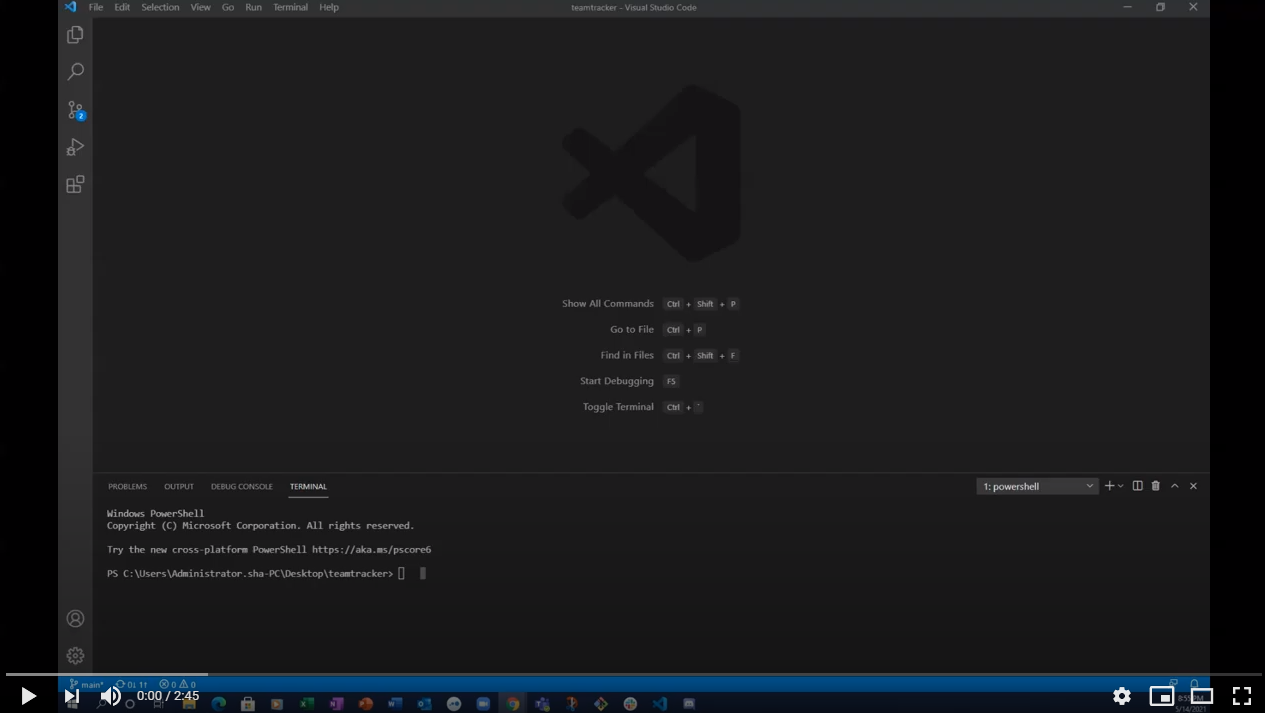 File Edit Selection View Go Run Terminal Help
teamtracker - Visual Studio Code
2
Show All Commands Ctrl + Shift + P
Go to File Ctrl + P
Find in Files Ctrl + Shift + F
Start Debugging F5
Toggle Terminal Ctrl + `
PROBLEMS OUTPUT DEBUG CONSOLE TERMINAL
1: powershell
Windows PowerShell
Copyright (C) Microsoft Corporation. All rights reserved.
Try the new cross-platform PowerShell https://aka.ms/pscore6
PS C:\Users\Administrator.sha-PC\Desktop\teamtracker>
main* 0↓ 1↑ 0 0
0:00 / 2:45
5/14/2021